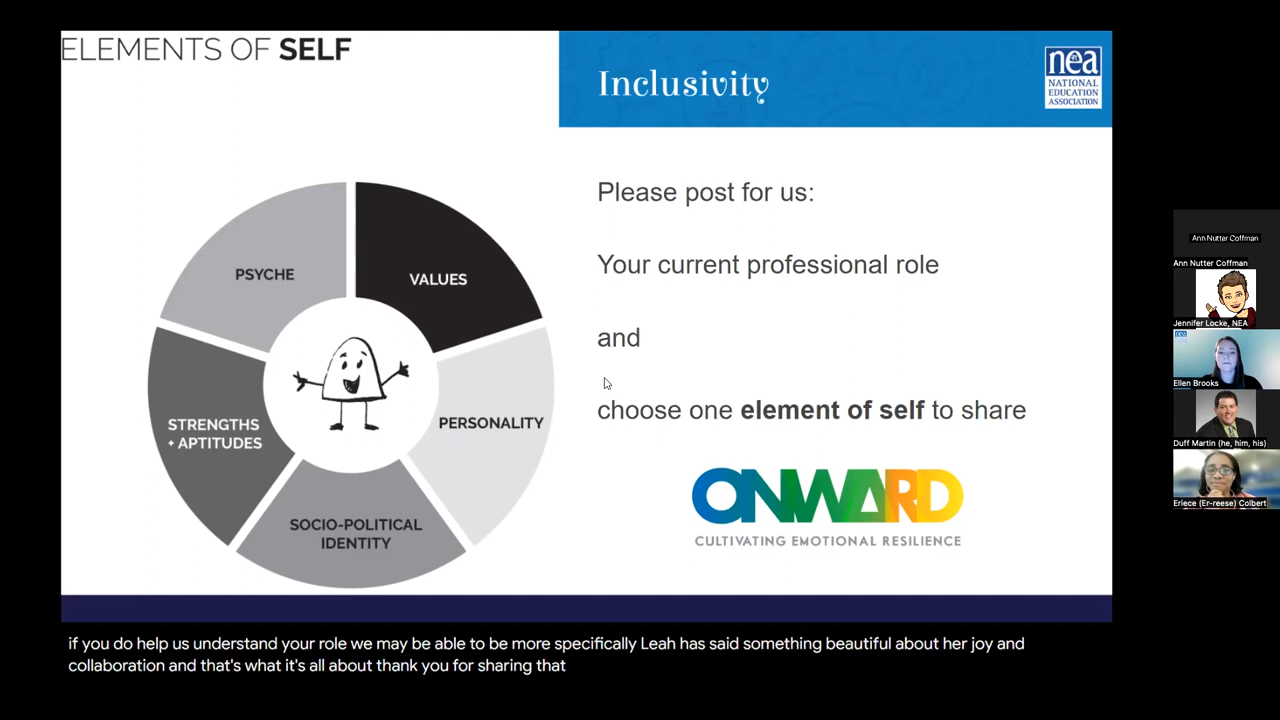 ELEMENTS OF SELF
Inclusivity
nea
NATIONAL
EDUCATION
ASSOCIATION
PSYCHE
VALUES
STRENGTHS
+ APTITUDES
PERSONALITY
SOCIO-POLITICAL
IDENTITY
Please post for us:
Your current professional role
and
choose one element of self to share
ONWARD
CULTIVATING EMOTIONAL RESILIENCE
Ann Nutter Coffman
Ann Nutter Coffman
Jennifer Locke, NEA
nea
Ellen Brooks
Duff Martin (he, him, his)
Eriece (Er-reese) Colbert
if you do help us understand your role we may be able to be more specifically Leah has said something beautiful about her joy and
collaboration and that's what it's all about thank you for sharing that